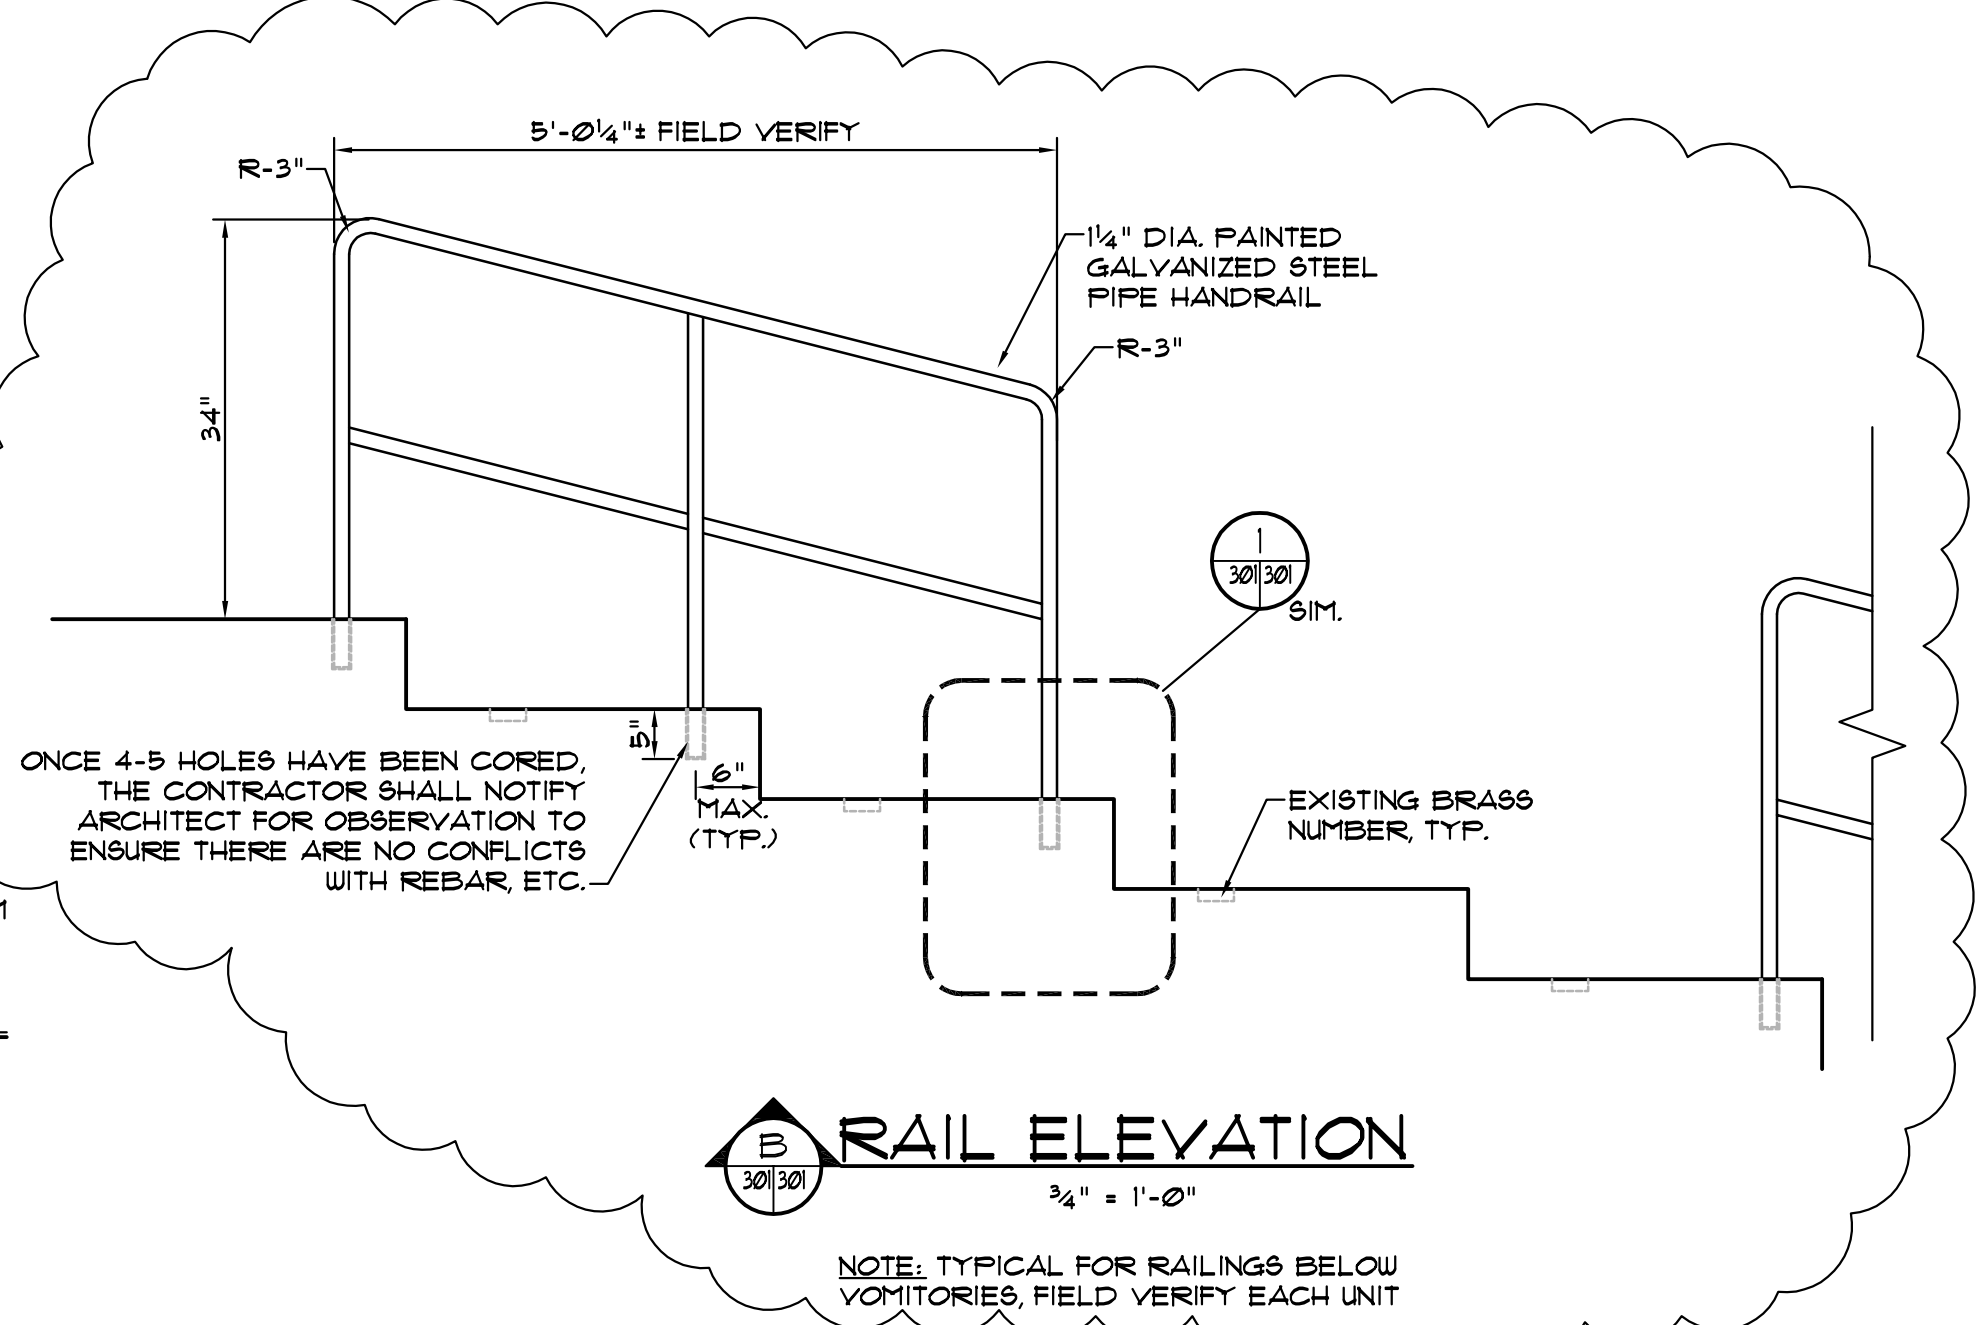 5'-0¼"± FIELD VERIFY
R-3"
1¼" DIA. PAINTED
GALVANIZED STEEL
PIPE HANDRAIL
R-3"
34"
1
301 301
SIM.
5"
6"
MAX.
(TYP.)
ONCE 4-5 HOLES HAVE BEEN CORED,
THE CONTRACTOR SHALL NOTIFY
ARCHITECT FOR OBSERVATION TO
ENSURE THERE ARE NO CONFLICTS
WITH REBAR, ETC.
EXISTING BRASS
NUMBER, TYP.
B
301 301
RAIL ELEVATION
¾" = 1'-0"
NOTE: TYPICAL FOR RAILINGS BELOW
VOMITORIES, FIELD VERIFY EACH UNIT